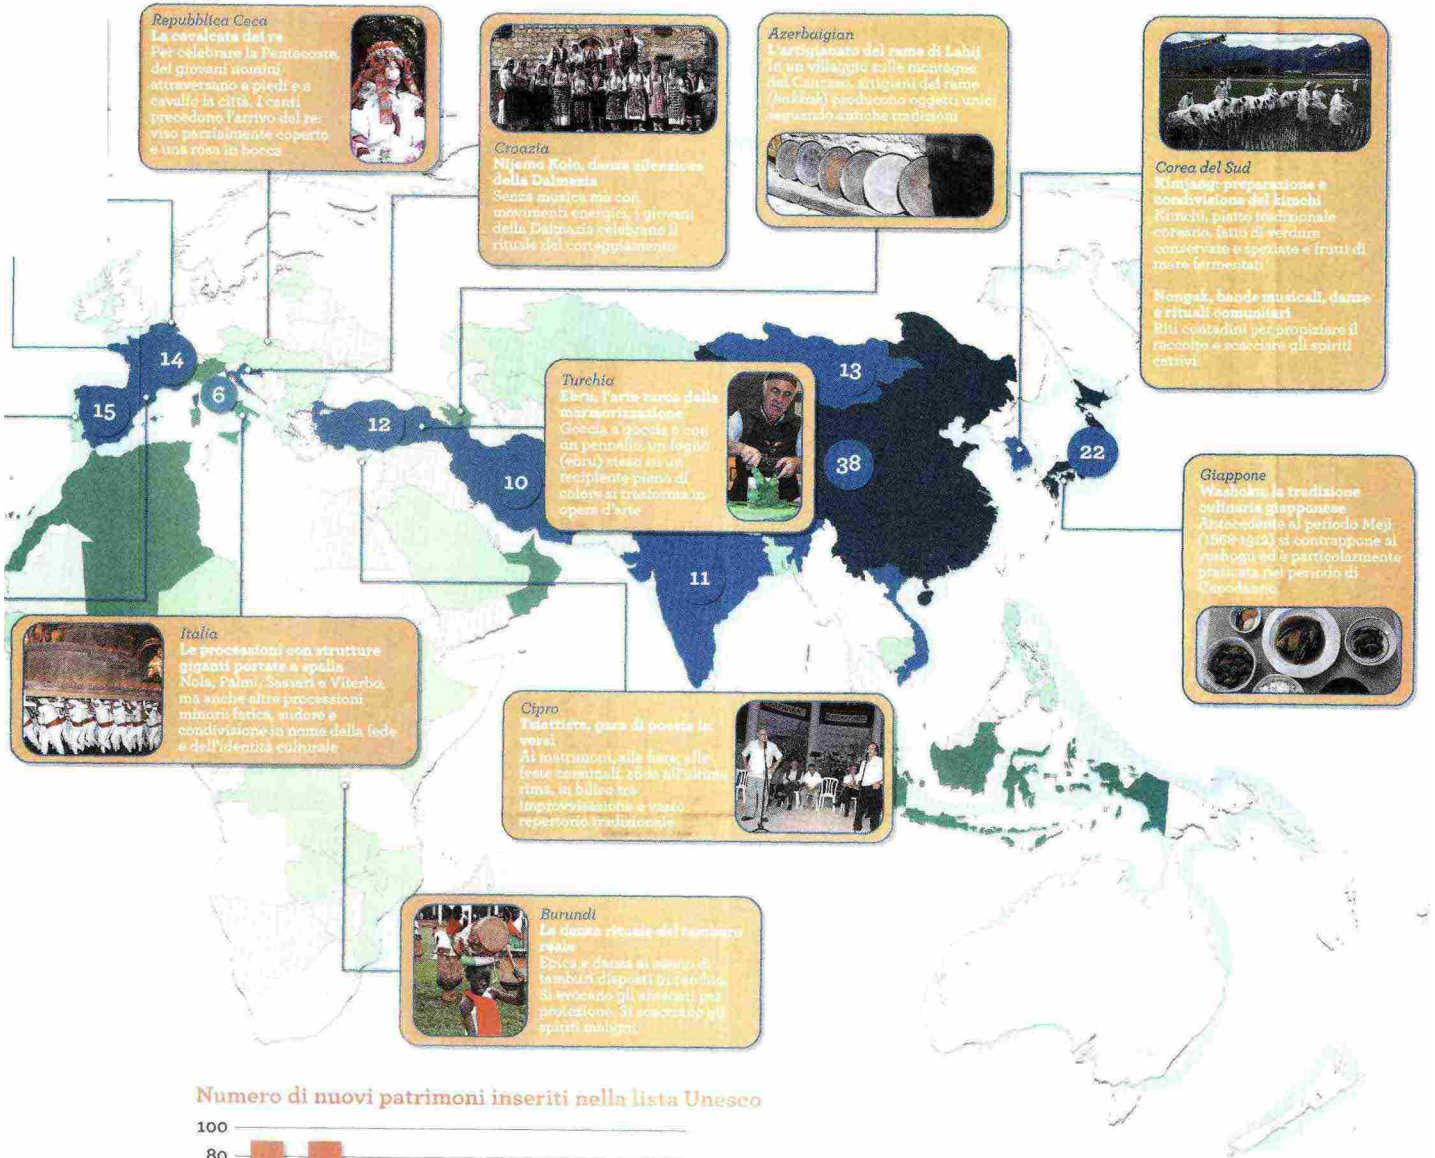 Repubblica Ceca
La cavalcata dei re
Per celebrare la Pentecoste,
dei giovani uomini
attraversano a piedi e a
cavallo la città. I canti
precedono l'arrivo del re:
viso parzialmente coperto
e una rosa in bocca
Croazia
Nijemo Kolo, danza silenziosa
della Dalmazia
Senza musica ma con
movimenti energici, i giovani
della Dalmazia celebrano il
rituale del corteggiamento
Azerbaigian
L'artigianato del rame di Lahij
In un villaggio sulle montagne
del Caucaso, artigiani del rame
producono oggetti unici
seguendo antiche tradizioni
Corea del Sud
Kimjang: preparazione e
condivisione del kimchi
Kimchi, piatto tradizionale
coreano, fatto di verdure
conservate e speziate e frutti di
mare fermentati
Nongak, bande musicali, danze
e rituali comunitari
Riti contadini per propiziare il
raccolto e scacciare gli spiriti
cattivi
14
6
15
12
10
13
38
22
11
Turchia
Ebru, l'arte turca della
marmorizzazione
Goccia a goccia o con
un pennello, un foglio
(ebru) steso su un
recipiente pieno di
colore si trasforma in
opera d'arte
Giappone
Washoku, la tradizione
culinaria giapponese
Antecedente al periodo Meji
(1868-1912) si contrappone al
ed è particolarmente
praticata nel periodo di
Capodanno
Italia
Le processioni con strutture
giganti portate a spalla
Nola, Palmi, Sassari e Viterbo,
ma anche altre processioni
minori: fatica, sudore e
condivisione in nome della fede
e dell'identità culturale
Cipro
Tsiattista, gara di poesia in
versi
Ai matrimoni, alle fiere, alle
feste comunali, sfide all'ultima
rima, in bilico tra
improvvisazione e vasto
repertorio tradizionale
Burundi
La danza rituale del tamburo
reale
Epica e danza al suono di
tamburi disposti in cerchio.
Si evocano gli antenati per
protezione. Si scacciano gli
spiriti maligni
Numero di nuovi patrimoni inseriti nella lista Unesco
100
80